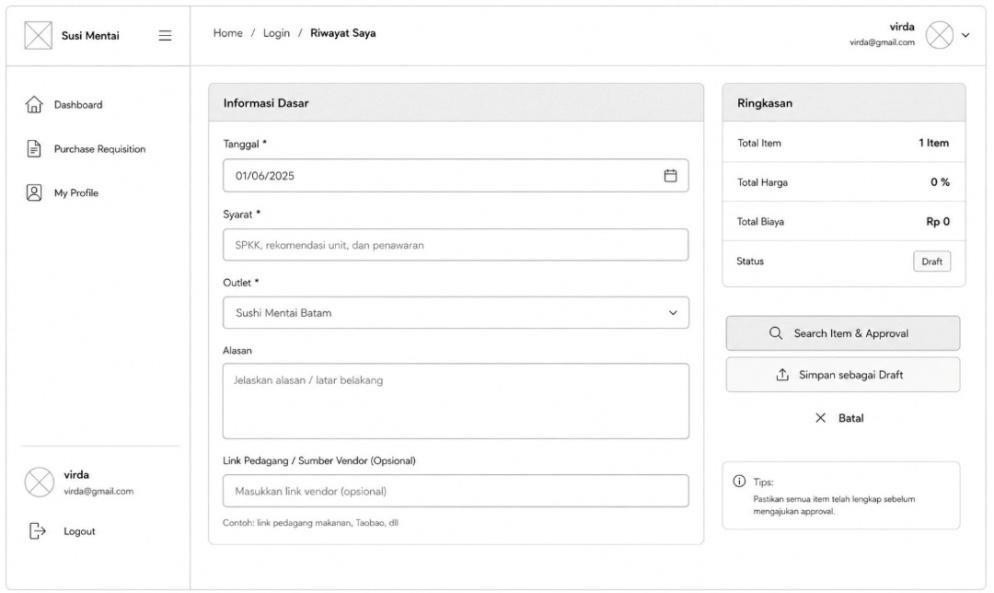 Susi Mentai
Home / Login / Riwayat Saya
virda
virda@gmail.com
Dashboard
Purchase Requisition
My Profile
virda
virda@gmail.com
Logout
Informasi Dasar
Tanggal *
01/06/2025
Syarat *
SPKK, rekomendasi unit, dan penawaran
Outlet *
Sushi Mentai Batam
Alasan
Jelaskan alasan / latar belakang
Link Pedagang / Sumber Vendor (Opsional)
Masukkan link vendor (opsional)
Contoh: link pedagang makanan, Taobao, dll
Ringkasan
Total Item 1 Item
Total Harga 0 %
Total Biaya Rp 0
Status Draft
Search Item & Approval
Simpan sebagai Draft
Batal
Tips:
Pastikan semua item telah lengkap sebelum
mengajukan approval.